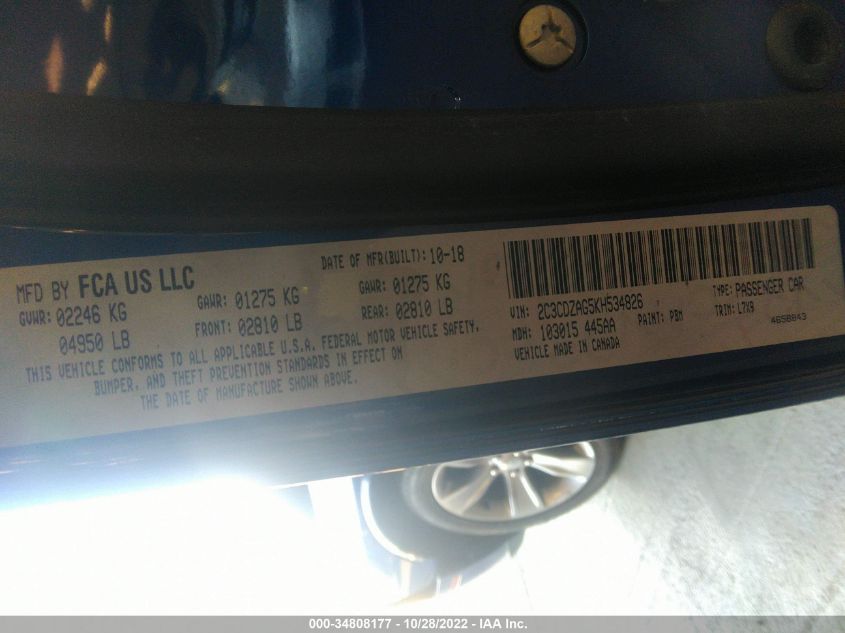 MFD BY FCA US LLC
DATE OF MFR(BUILT): 10-18
GVWR: 02246 KG
04950 LB
GAWR: 01275 KG
FRONT: 02810 LB
GAWR: 01275 KG
REAR: 02810 LB
THIS VEHICLE CONFORMS TO ALL APPLICABLE U.S.A. FEDERAL MOTOR VEHICLE SAFETY,
BUMPER, AND THEFT PREVENTION STANDARDS IN EFFECT ON
THE DATE OF MANUFACTURE SHOWN ABOVE.
VIN: 2C3CDZAG5KH534826
TYPE: PASSENGER CAR
MDH: 103015 445AA
PAINT: PBM
TRIM: L7X9
VEHICLE MADE IN CANADA
4658843
000-34808177 - 10/28/2022 - IAA Inc.